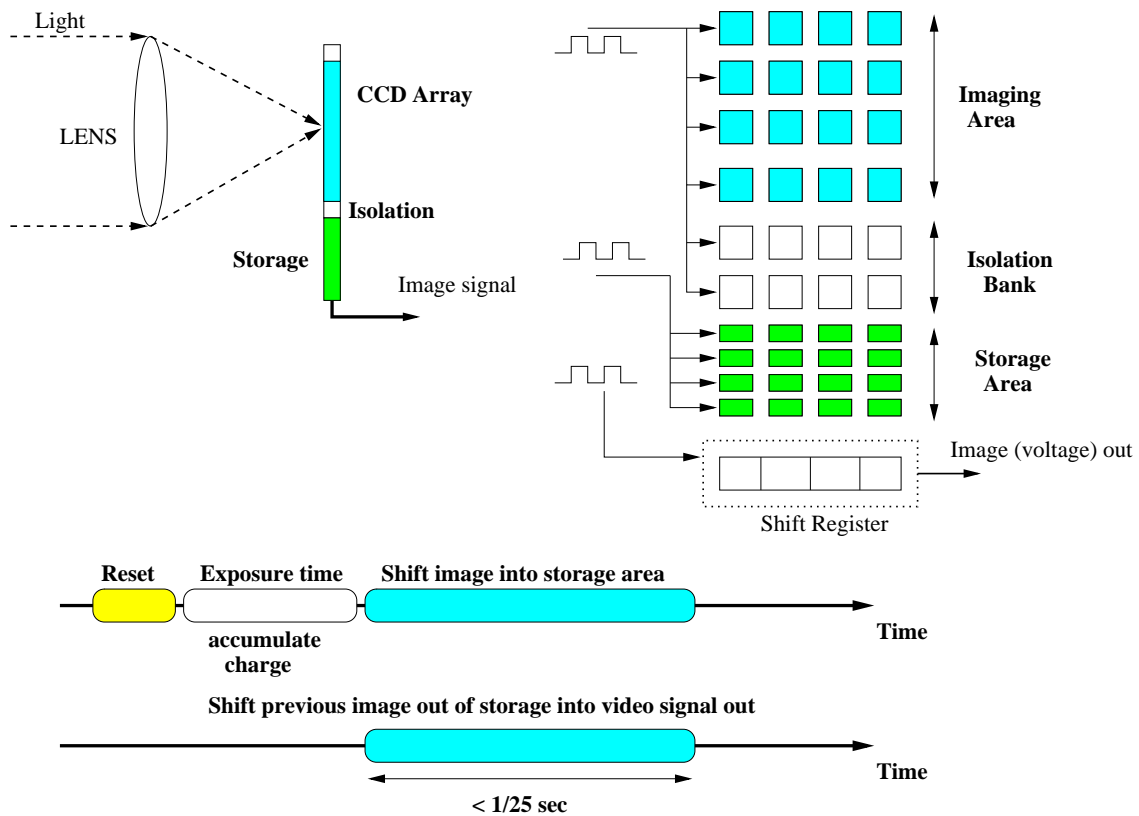 Light
LENS
CCD Array
Isolation
Storage
Image signal
Imaging
Area
Isolation
Bank
Storage
Area
Image (voltage) out
Shift Register
Reset
Exposure time
Shift image into storage area
accumulate
charge
Time
Shift previous image out of storage into video signal out
Time
< 1/25 sec